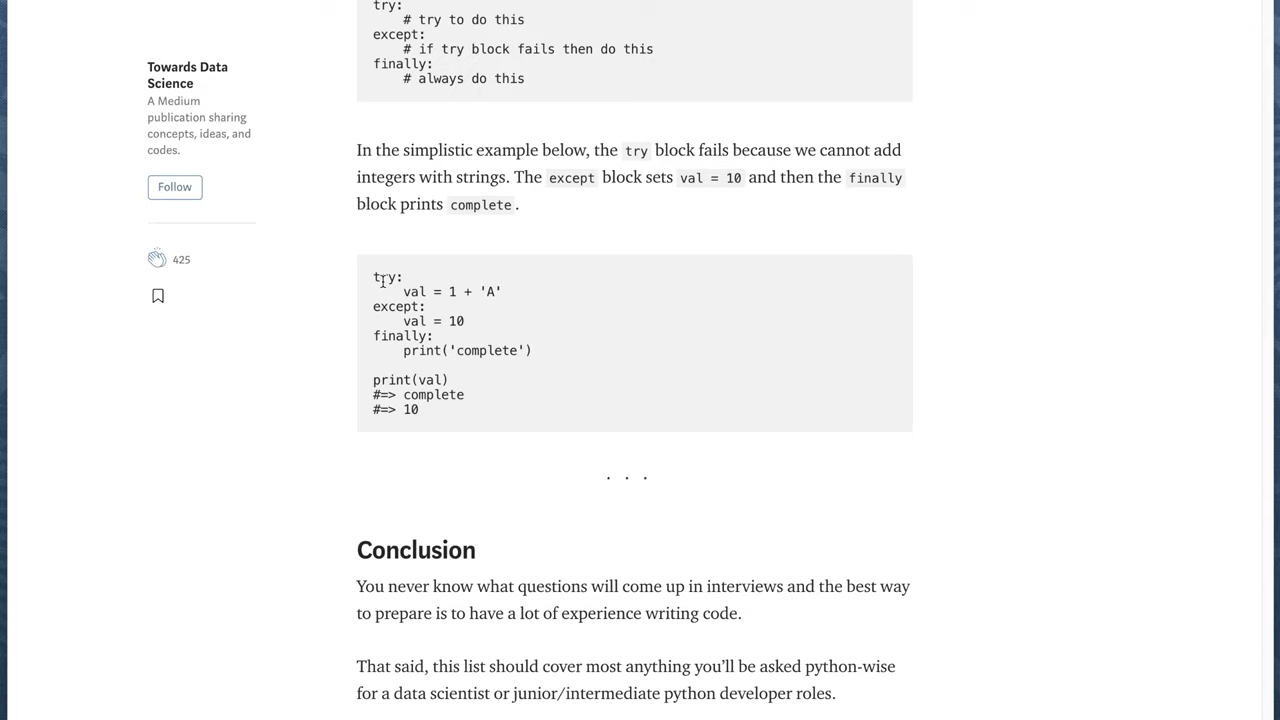 try:
# try to do this
except:
# if try block fails then do this
finally:
# always do this
Towards Data
Science
A Medium
publication sharing
concepts, ideas, and
codes.
Follow
425
In the simplistic example below, the try block fails because we cannot add
integers with strings. The except block sets val = 10 and then the finally
block prints complete.
try:
val = 1 + 'A'
except:
val = 10
finally:
print('complete')
print(val)
#=> complete
#=> 10
. . .
Conclusion
You never know what questions will come up in interviews and the best way
to prepare is to have a lot of experience writing code.
That said, this list should cover most anything you’ll be asked python-wise
for a data scientist or junior/intermediate python developer roles.